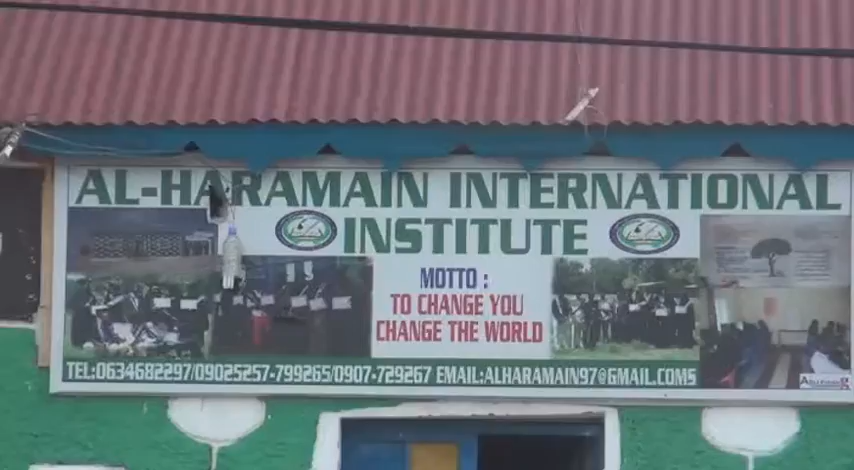 AL-HARAMAIN INTERNATIONAL
INSTITUTE
MOTTO :
TO CHANGE YOU
CHANGE THE WORLD
TEL:0634682297/09025257-799265/0907-729267 EMAIL:ALHARAMAIN97@GMAIL.COM5